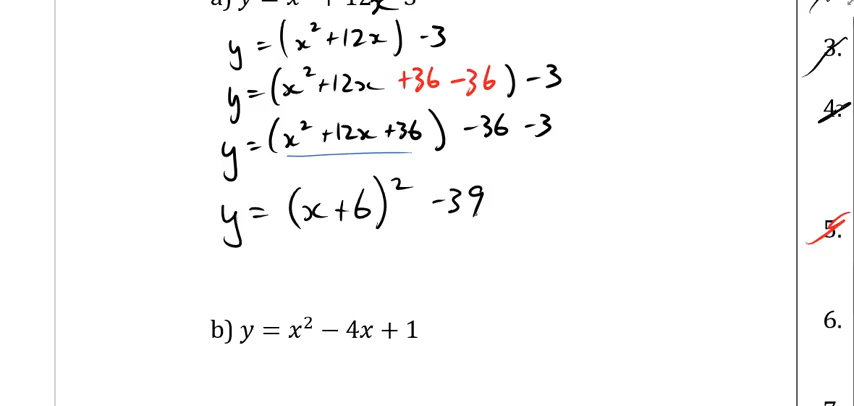 y = (x² + 12x) - 3
y = (x² + 12x + 36 - 36) - 3
y = (x² + 12x + 36) - 36 - 3
y = (x + 6)² - 39
b) y = x² − 4x + 1
3.
4.
5.
6.